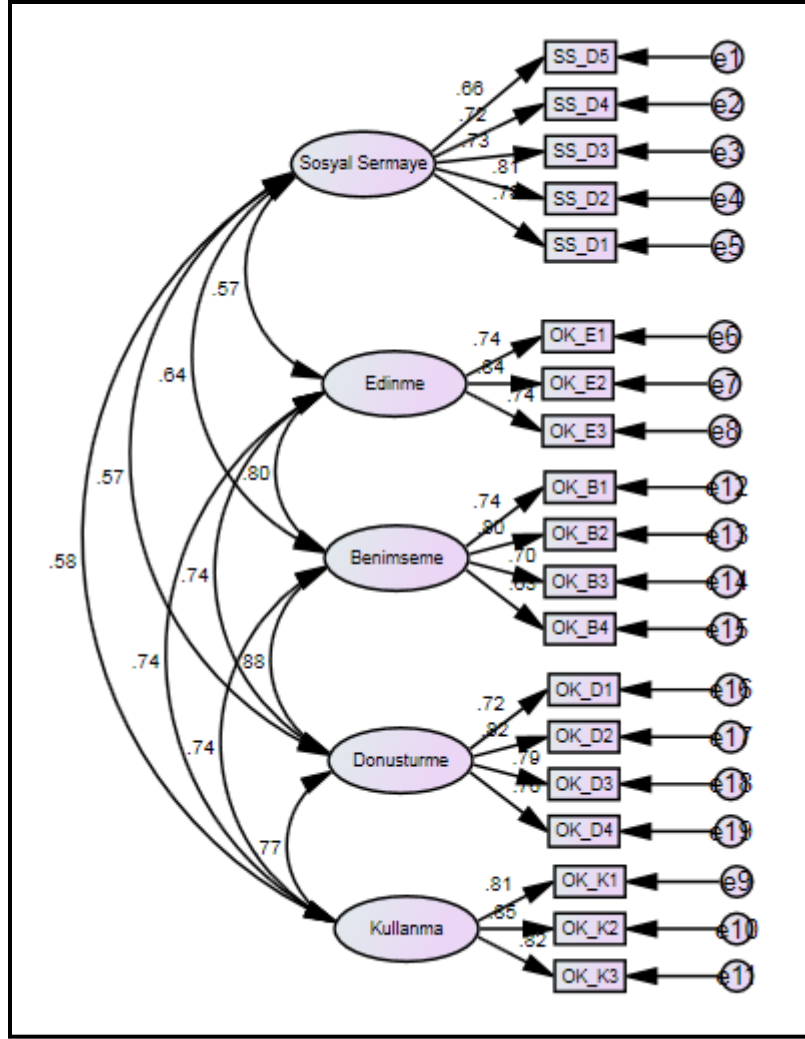 SS_D5
e1
.66
SS_D4
e2
.72
.73
SS_D3
e3
Sosyal Sermaye
.81
SS_D2
e4
SS_D1
e5
.57
OK_E1
e6
.74
.84
OK_E2
e7
Edinme
.74
OK_E3
e8
.64
.57
.80
OK_B1
e12
.74
.80
OK_B2
e13
Benimseme
.70
OK_B3
e14
OK_B4
e15
.58
.74
.74
.88
.74
OK_D1
e16
.72
.82
OK_D2
e17
Donusturme
.79
OK_D3
e18
OK_D4
e19
.77
OK_K1
e9
.81
.85
OK_K2
e10
Kullanma
.82
OK_K3
e11